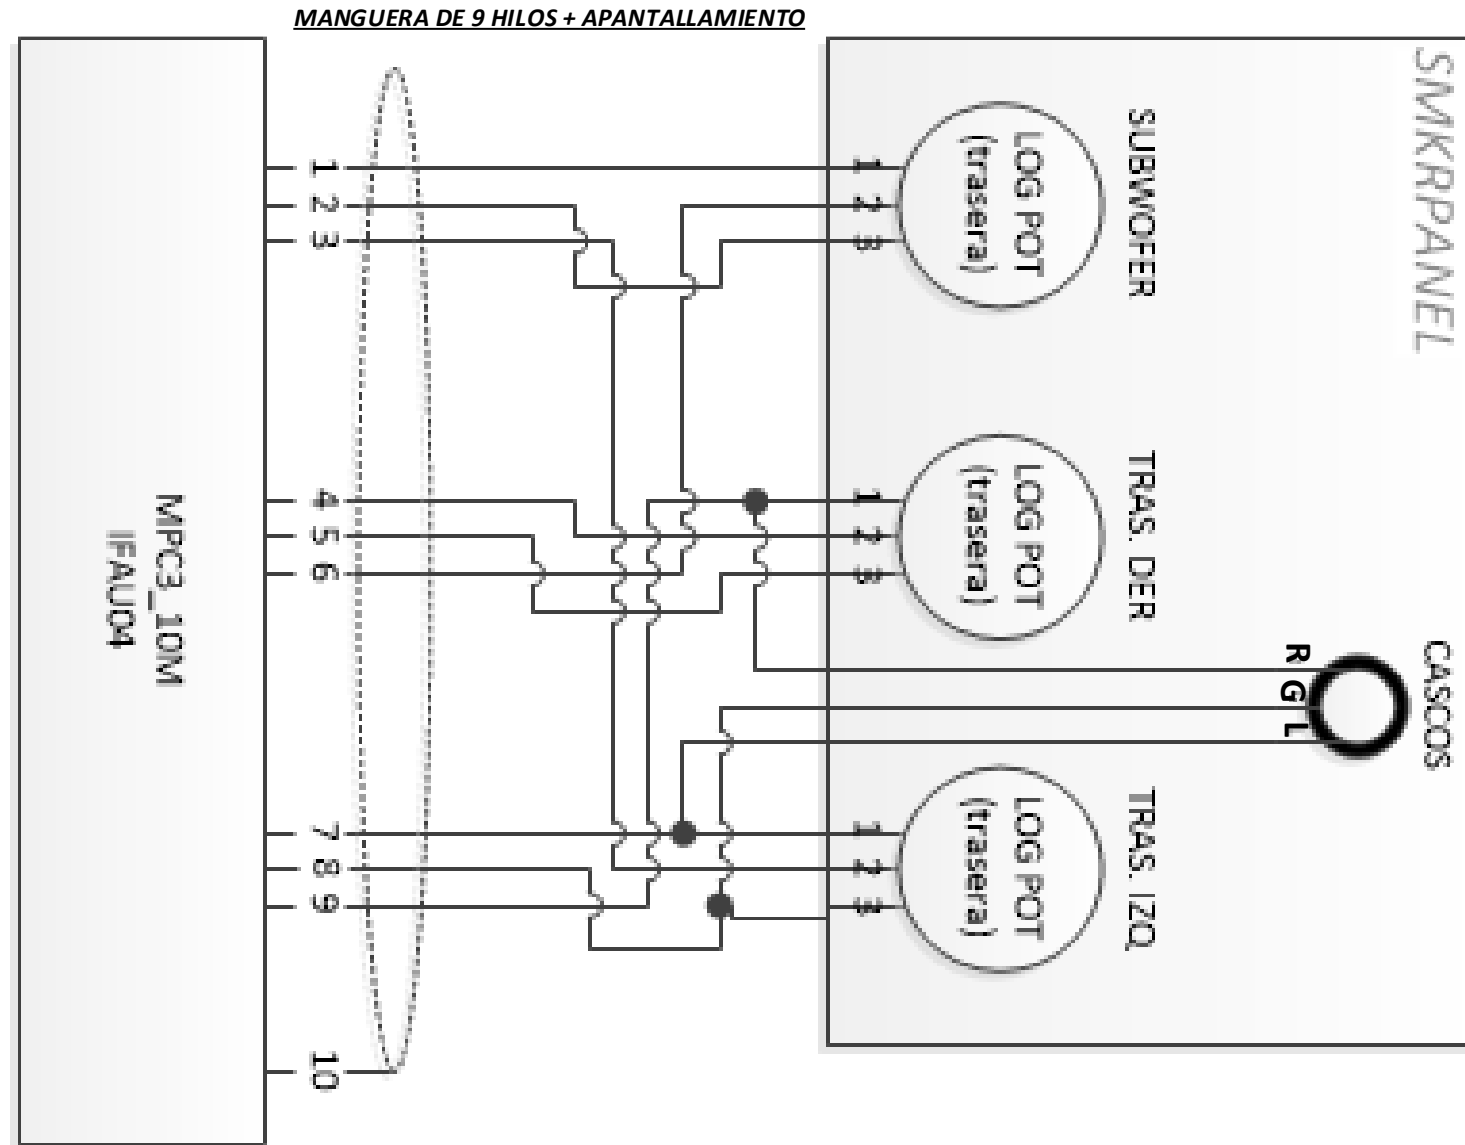 MANGUERA DE 9 HILOS + APANTALLAMIENTO
MPC3_10M
IFAU04
1
2
3
4
5
6
7
8
9
10
SMKRPANEL
SUBWOFER
LOG POT
(trasera)
1
2
3
TRAS. DER
LOG POT
(trasera)
1
2
3
CASCOS
R
G
L
TRAS. IZQ
LOG POT
(trasera)
1
2
3